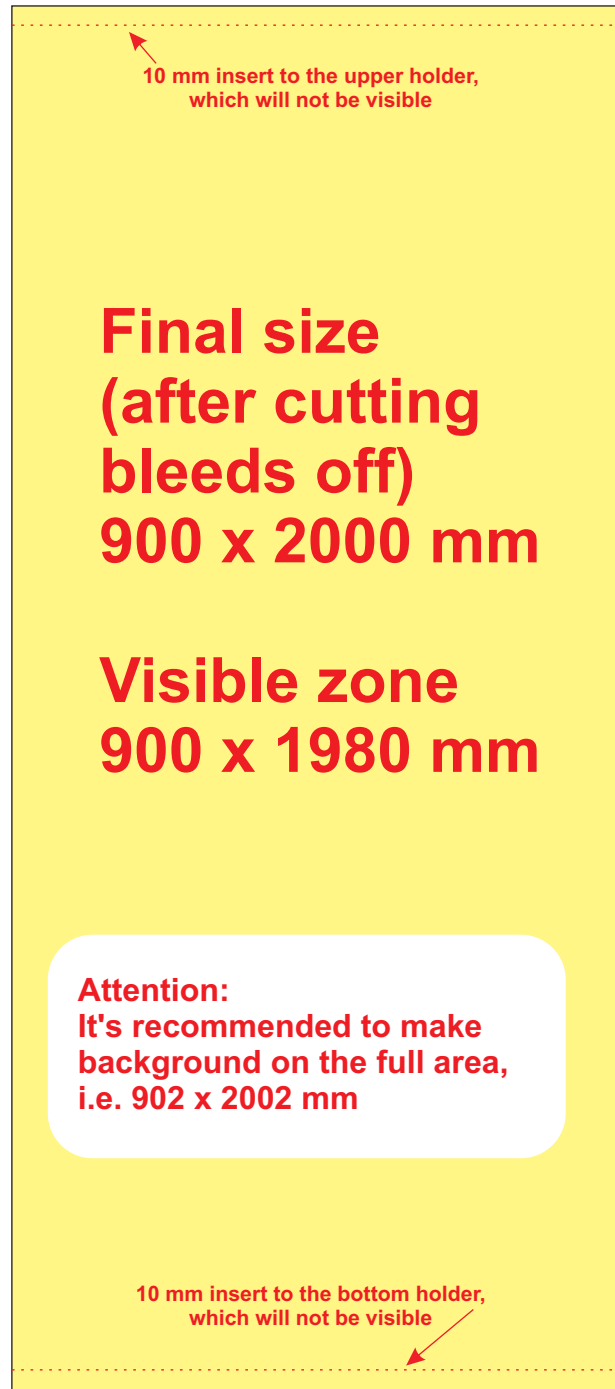 10 mm insert to the upper holder,
which will not be visible
Final size
(after cutting
bleeds off)
900 x 2000 mm
Visible zone
900 x 1980 mm
Attention:
It's recommended to make
background on the full area,
i.e. 902 x 2002 mm
10 mm insert to the bottom holder,
which will not be visible